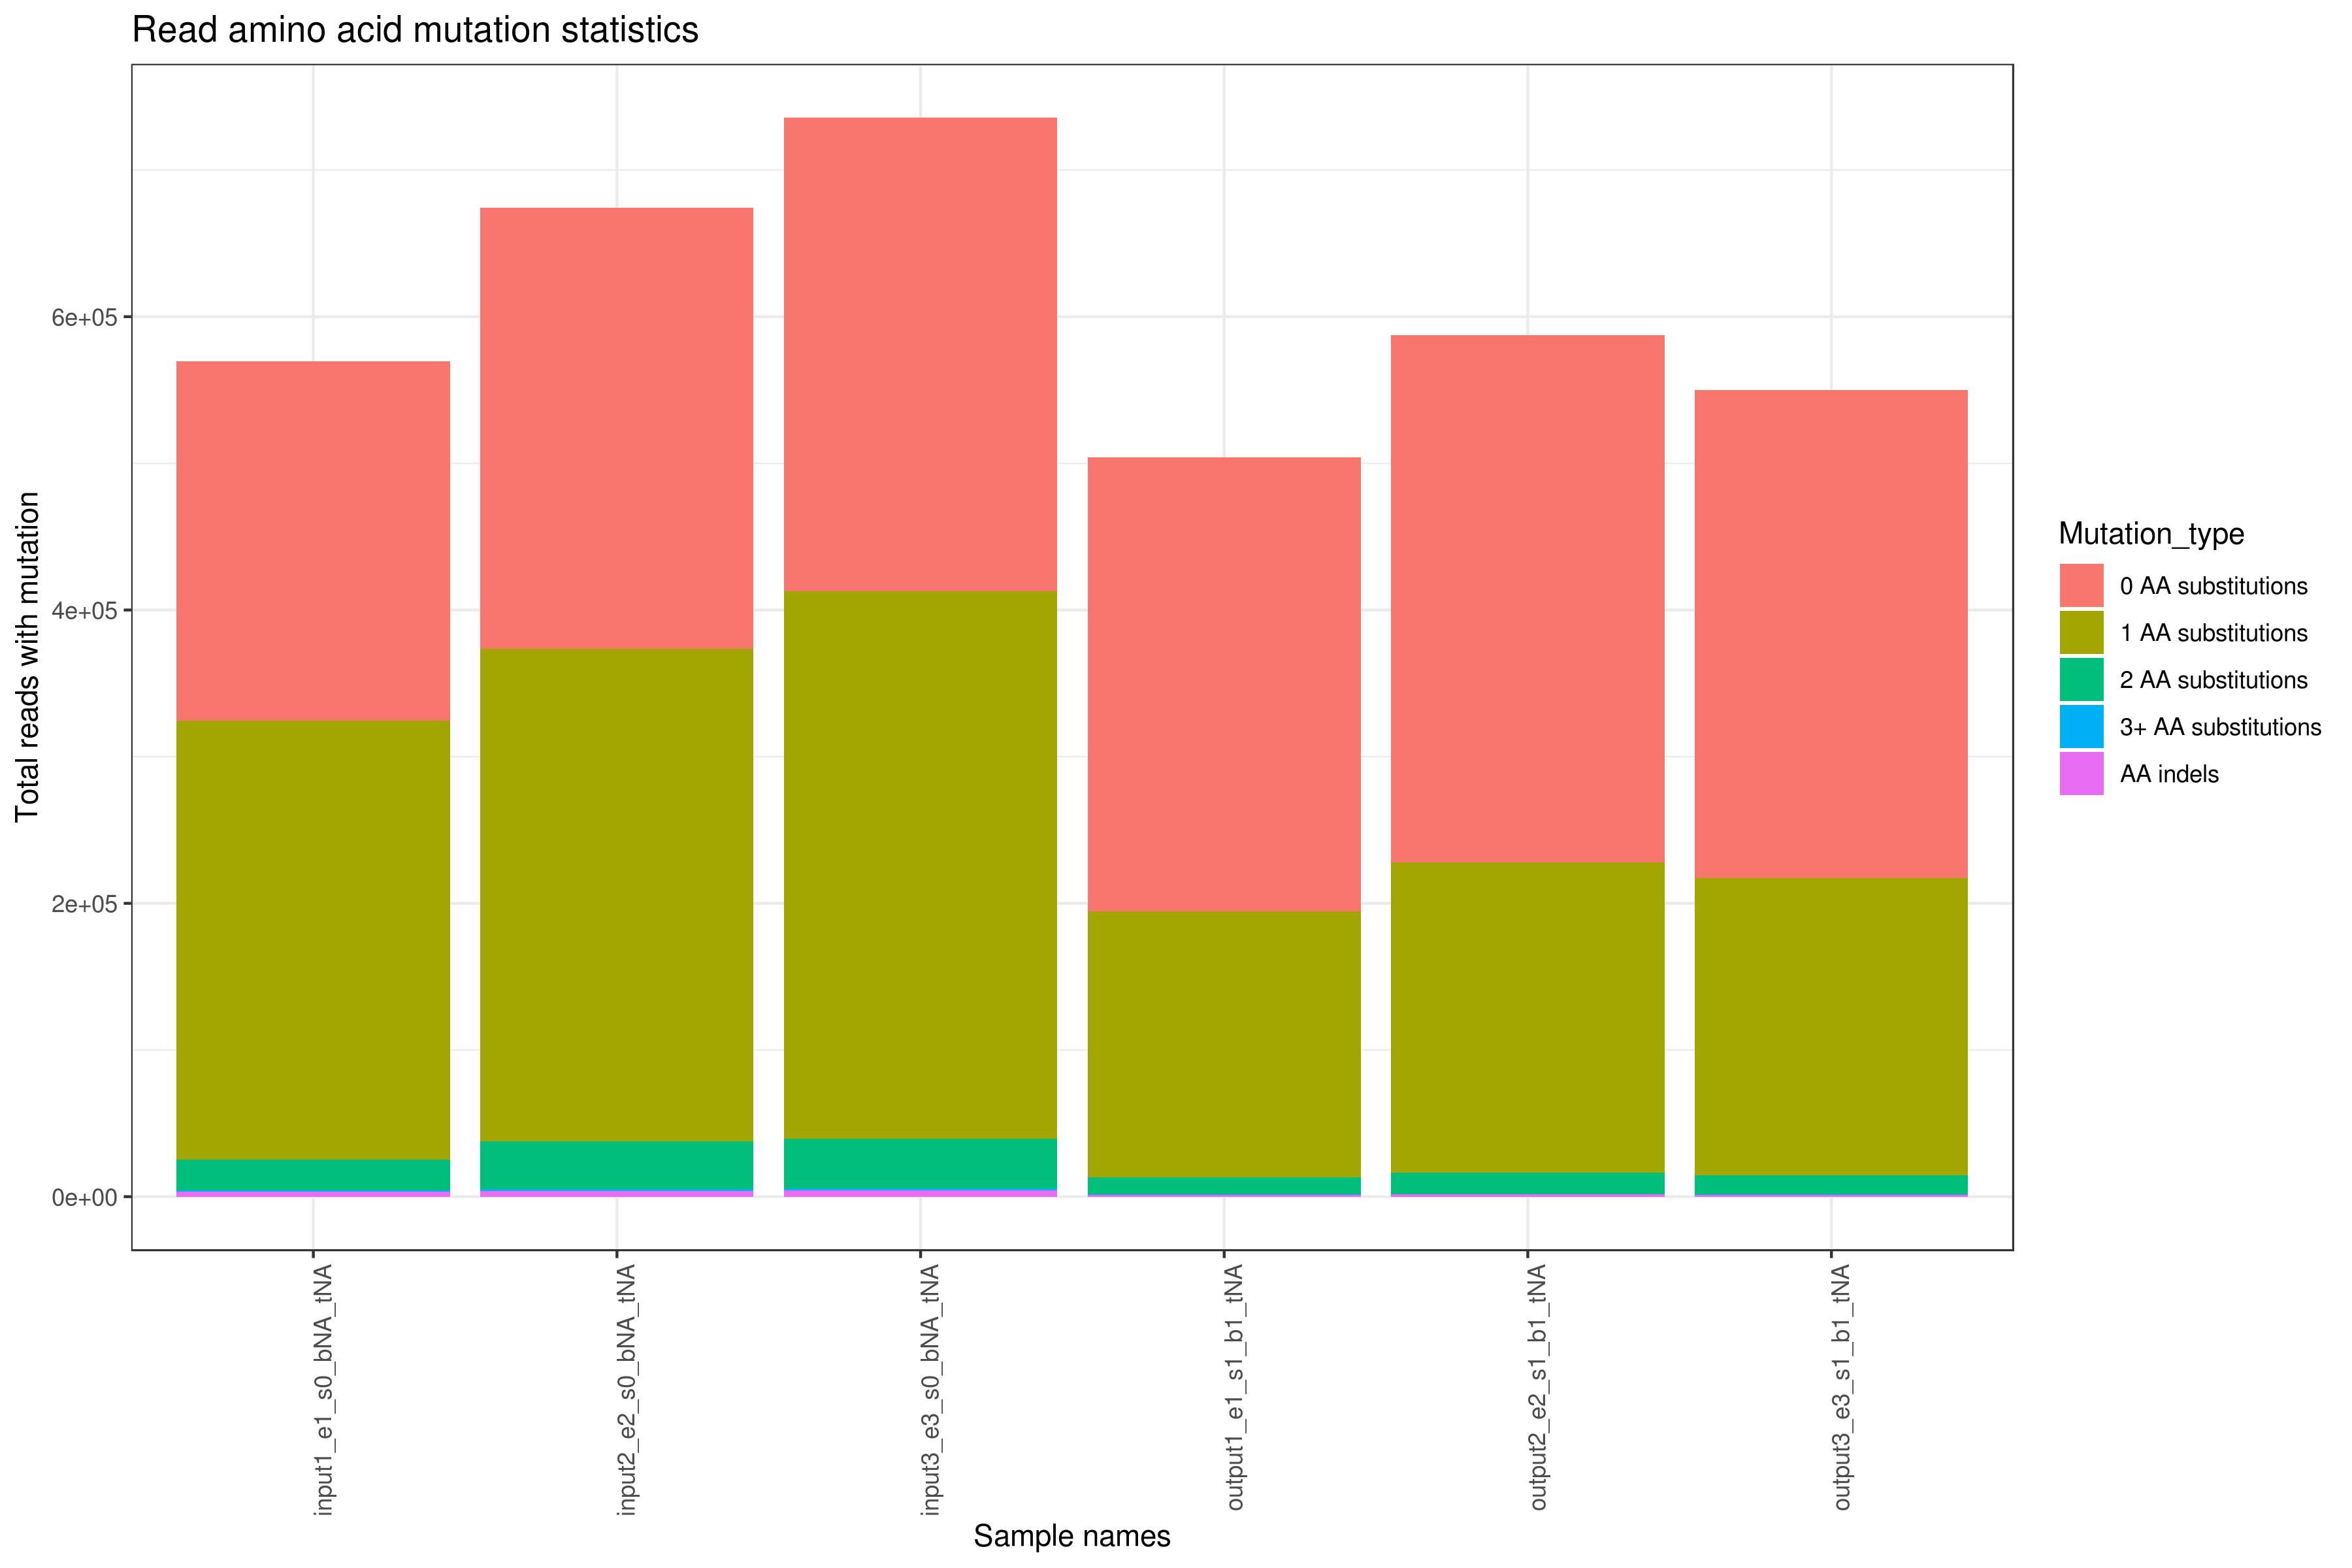 Read amino acid mutation statistics
Total reads with mutation
6e+05
4e+05
2e+05
0e+00
input1_e1_s0_bNA_tNA
input2_e2_s0_bNA_tNA
input3_e3_s0_bNA_tNA
output1_e1_s1_b1_tNA
output2_e2_s1_b1_tNA
output3_e3_s1_b1_tNA
Sample names
Mutation_type
0 AA substitutions
1 AA substitutions
2 AA substitutions
3+ AA substitutions
AA indels